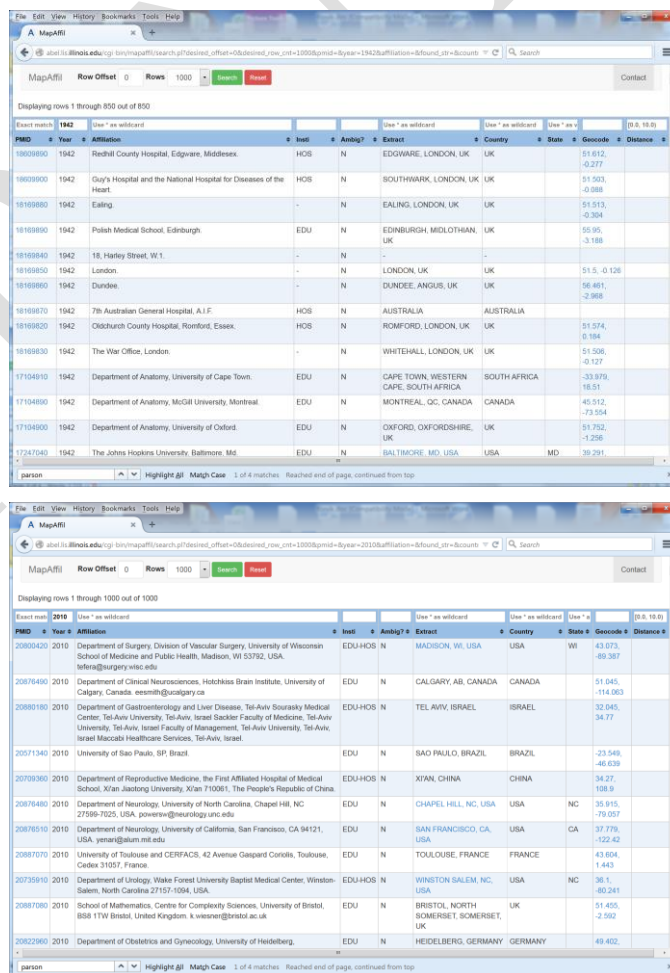 File Edit View History Bookmarks Tools Help
A MapAffil × +
abel.lis.illinois.edu/cgi-bin/mapaffil/search.pl?desired_offset=0&desired_row_cnt=1000&pmid=&year=1942&affiliation=&found_str=&countr Search
MapAffil Row Offset 0 Rows 1000 Search Reset Contact
Displaying rows 1 through 850 out of 850
Exact match 1942 Use * as wildcard Use * as wildcard Use * as wildcard Use * as v [0.0, 10.0)
PMID Year Affiliation Insti Ambig? Extract Country State Geocode Distance
18609890 1942 Redhill County Hospital, Edgware, Middlesex. HOS N EDGWARE, LONDON, UK UK 51.612,
-0.277
18609900 1942 Guy's Hospital and the National Hospital for Diseases of the HOS N SOUTHWARK, LONDON, UK UK 51.503,
Heart. -0.088
18169880 1942 Ealing. - N EALING, LONDON, UK UK 51.513,
-0.304
18169890 1942 Polish Medical School, Edinburgh. EDU N EDINBURGH, MIDLOTHIAN, UK 55.95,
UK -3.188
18169840 1942 18, Harley Street, W.1. - N - -
18169850 1942 London. - N LONDON, UK UK 51.5, -0.126
18169860 1942 Dundee. - N DUNDEE, ANGUS, UK UK 56.461,
-2.968
18169870 1942 7th Australian General Hospital, A.I.F. HOS N AUSTRALIA AUSTRALIA
18169820 1942 Oldchurch County Hospital, Romford, Essex. HOS N ROMFORD, LONDON, UK UK 51.574,
0.184
18169830 1942 The War Office, London. - N WHITEHALL, LONDON, UK UK 51.506,
-0.127
17104910 1942 Department of Anatomy, University of Cape Town. EDU N CAPE TOWN, WESTERN SOUTH AFRICA -33.979,
CAPE, SOUTH AFRICA 18.51
17104890 1942 Department of Anatomy, McGill University, Montreal. EDU N MONTREAL, QC, CANADA CANADA 45.512,
-73.554
17104900 1942 Department of Anatomy, University of Oxford. EDU N OXFORD, OXFORDSHIRE, UK 51.752,
UK -1.256
17247040 1942 The Johns Hopkins University, Baltimore, Md. EDU N BALTIMORE, MD, USA USA MD 39.291,
parson Highlight All Match Case 1 of 4 matches Reached end of page, continued from top
File Edit View History Bookmarks Tools Help
A MapAffil × +
abel.lis.illinois.edu/cgi-bin/mapaffil/search.pl?desired_offset=0&desired_row_cnt=1000&pmid=&year=2010&affiliation=&found_str=&countr Search
MapAffil Row Offset 0 Rows 1000 Search Reset Contact
Displaying rows 1 through 1000 out of 1000
Exact mat 2010 Use * as wildcard Use * as wildcard Use * as wildcard Use * a [0.0, 10.0)
PMID Year Affiliation Insti Ambig? Extract Country State Geocode Distance
20800420 2010 Department of Surgery, Division of Vascular Surgery, University of Wisconsin EDU-HOS N MADISON, WI, USA USA WI 43.073,
School of Medicine and Public Health, Madison, WI 53792, USA. -89.387
tefera@surgery.wisc.edu
20876490 2010 Department of Clinical Neurosciences, Hotchkiss Brain Institute, University of EDU N CALGARY, AB, CANADA CANADA 51.045,
Calgary, Canada. eesmith@ucalgary.ca -114.063
20880180 2010 Department of Gastroenterology and Liver Disease, Tel-Aviv Sourasky Medical EDU-HOS N TEL AVIV, ISRAEL ISRAEL 32.045,
Center, Tel-Aviv University, Tel-Aviv, Israel Sackler Faculty of Medicine, Tel-Aviv 34.77
University, Tel-Aviv, Israel Faculty of Management, Tel-Aviv University, Tel-Aviv,
Israel Maccabi Healthcare Services, Tel-Aviv, Israel.
20571340 2010 University of Sao Paulo, SP, Brazil. EDU N SAO PAULO, BRAZIL BRAZIL -23.549,
-46.639
20709360 2010 Department of Reproductive Medicine, the First Affiliated Hospital of Medical EDU-HOS N XI'AN, CHINA CHINA 34.27,
School, Xi'an Jiaotong University, Xi'an 710061, The People's Republic of China. 108.9
20876480 2010 Department of Neurology, University of North Carolina, Chapel Hill, NC EDU N CHAPEL HILL, NC, USA USA NC 35.915,
27599-7025, USA. powersw@neurology.unc.edu -79.057
20876510 2010 Department of Neurology, University of California, San Francisco, CA 94121, EDU N SAN FRANCISCO, CA, USA CA 37.779,
USA. yenari@alum.mit.edu USA -122.42
20887070 2010 University of Toulouse and CERFACS, 42 Avenue Gaspard Coriolis, Toulouse, EDU N TOULOUSE, FRANCE FRANCE 43.604,
Cedex 31057, France. 1.443
20735910 2010 Department of Urology, Wake Forest University Baptist Medical Center, Winston- EDU-HOS N WINSTON SALEM, NC, USA NC 36.1,
Salem, North Carolina 27157-1094, USA. USA -80.241
20887080 2010 School of Mathematics, Centre for Complexity Sciences, University of Bristol, EDU N BRISTOL, NORTH UK 51.455,
BS8 1TW Bristol, United Kingdom. k.wiesner@bristol.ac.uk SOMERSET, SOMERSET, -2.592
UK
20822960 2010 Department of Obstetrics and Gynecology, University of Heidelberg, EDU N HEIDELBERG, GERMANY GERMANY 49.402,
parson Highlight All Match Case 1 of 4 matches Reached end of page, continued from top